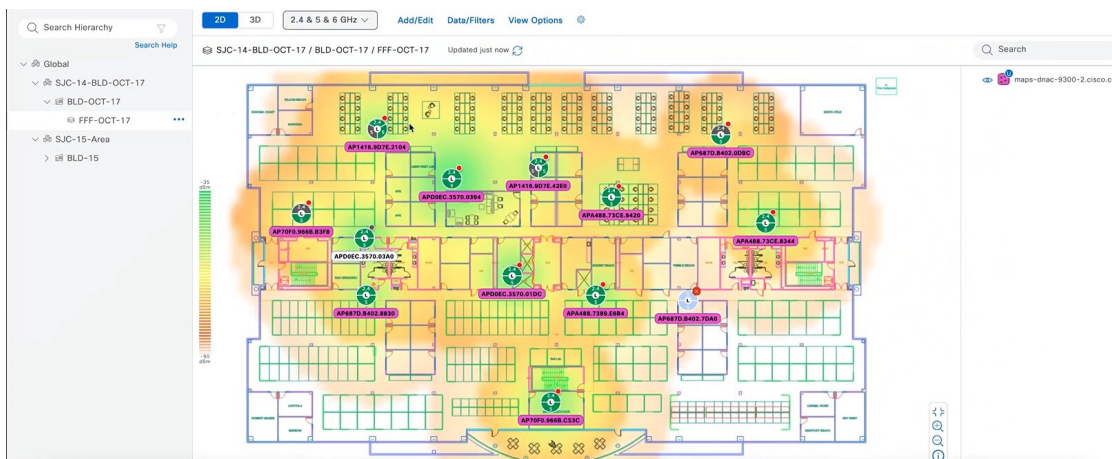 Search Hierarchy
Search Help
Global
SJC-14-BLD-OCT-17
BLD-OCT-17
FFF-OCT-17
SJC-15-Area
BLD-15
2D 3D 2.4 & 5 & 6 GHz Add/Edit Data/Filters View Options
SJC-14-BLD-OCT-17 / BLD-OCT-17 / FFF-OCT-17 Updated just now
Search
maps-dnac-9300-2.cisco.c
-35
dBm
-93
dBm
AP1416.9D7E.2104
AP687D.B402.0DBC
APD0EC.3570.0394
AP1416.9D7E.42E0
APA488.73CE.9420
AP70F0.966B.B3F8
APA488.73CE.8344
APD0EC.3570.03A0
APD0EC.3570.01DC
AP687D.B402.8830
APA488.7389.E6B4
AP687D.B402.7DA0
AP70F0.966B.C53C